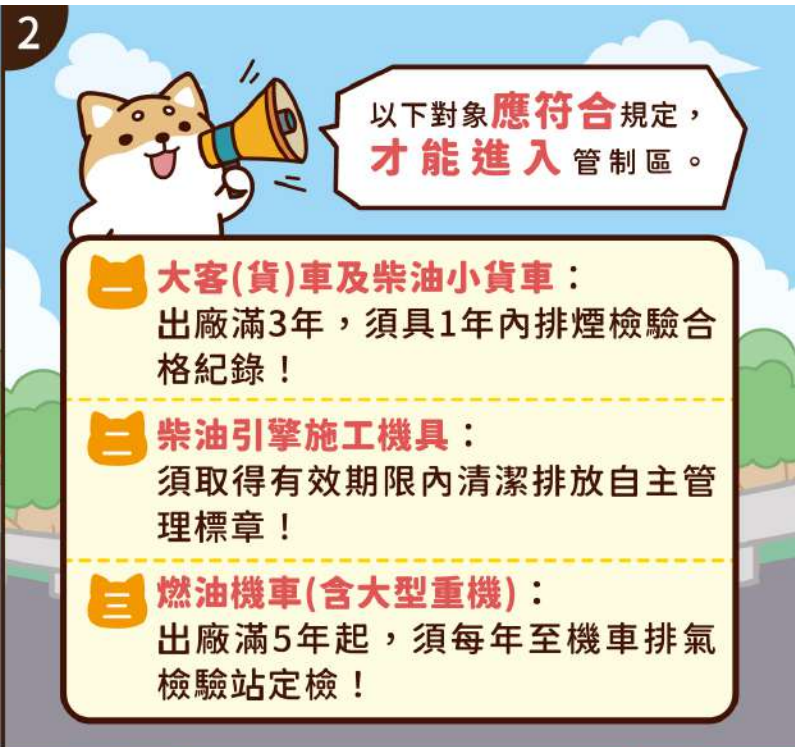 2
以下對象應符合規定，
才能進入管制區。
一 大客(貨)車及柴油小貨車：
出廠滿3年，須具1年內排煙檢驗合
格紀錄！
二 柴油引擎施工機具：
須取得有效期限內清潔排放自主管
理標章！
三 燃油機車(含大型重機)：
出廠滿5年起，須每年至機車排氣
檢驗站定檢！